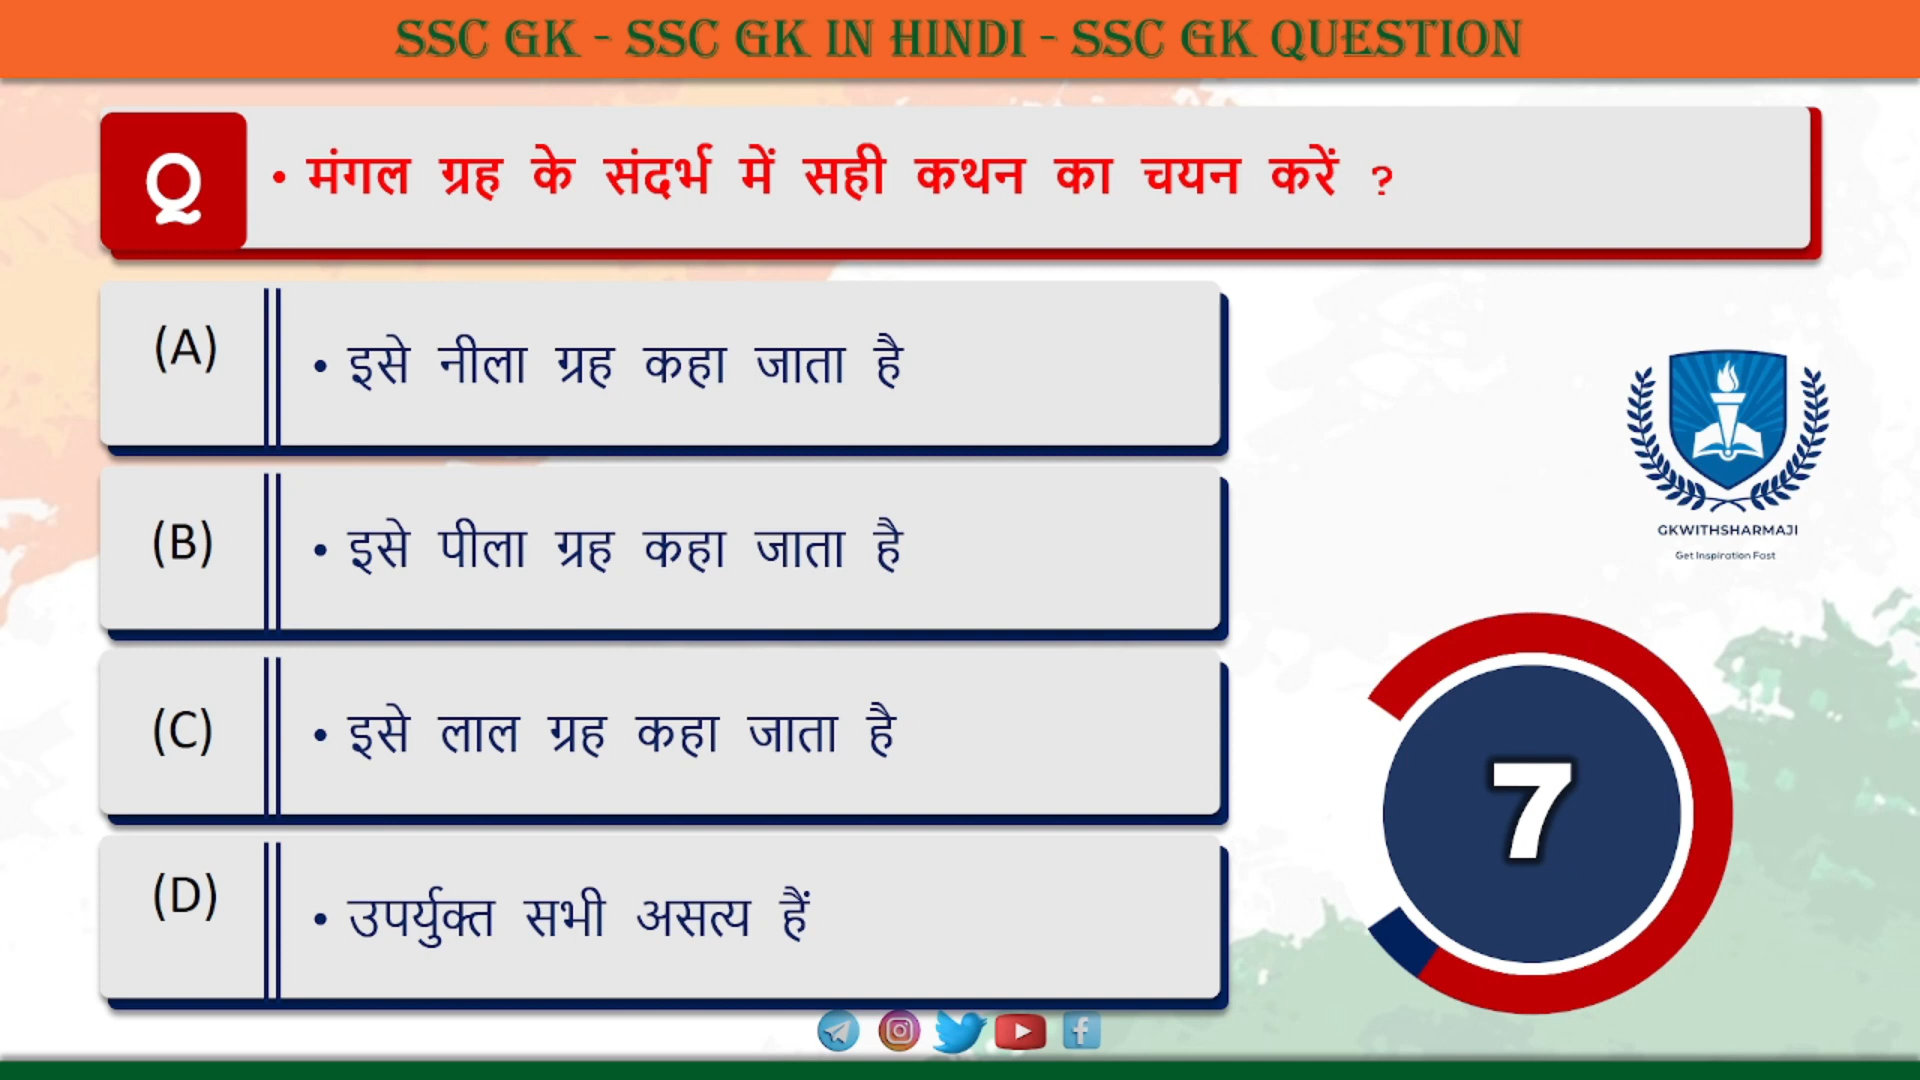 SSC GK - SSC GK IN HINDI - SSC GK QUESTION
Q
• मंगल ग्रह के संदर्भ में सही कथन का चयन करें ?
(A)
• इसे नीला ग्रह कहा जाता है
(B)
• इसे पीला ग्रह कहा जाता है
(C)
• इसे लाल ग्रह कहा जाता है
(D)
• उपर्युक्त सभी असत्य हैं
GKWITHSHARMAJI
Get Inspiration Fast
7